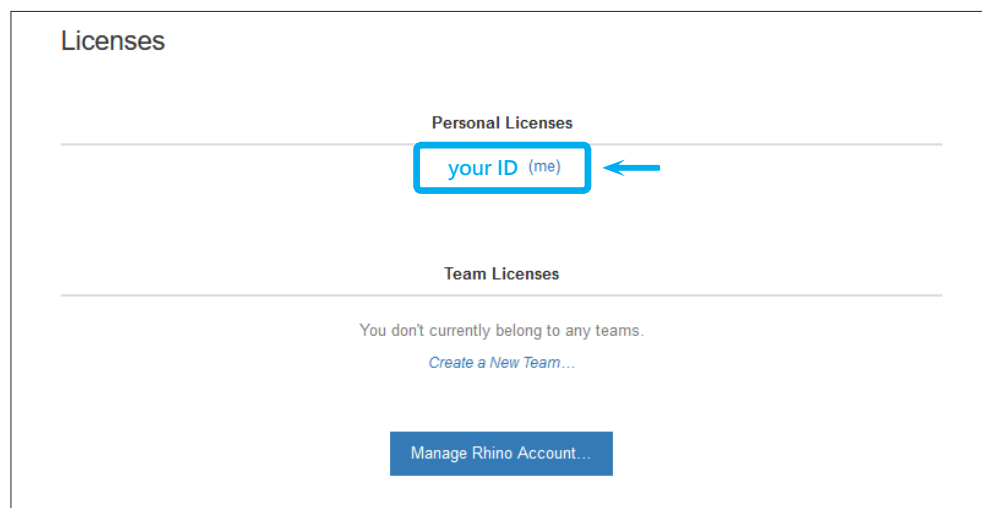 Licenses
Personal Licenses
your ID (me)
Team Licenses
You don't currently belong to any teams.
Create a New Team...
Manage Rhino Account...